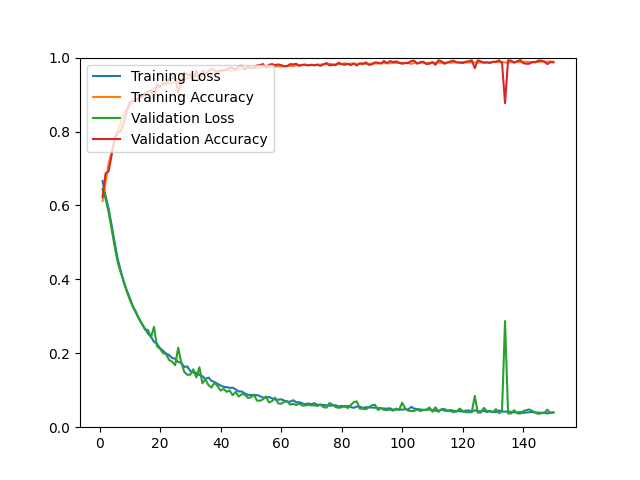 1.0
0.8
0.6
0.4
0.2
0.0
Training Loss
Training Accuracy
Validation Loss
Validation Accuracy
0 20 40 60 80 100 120 140